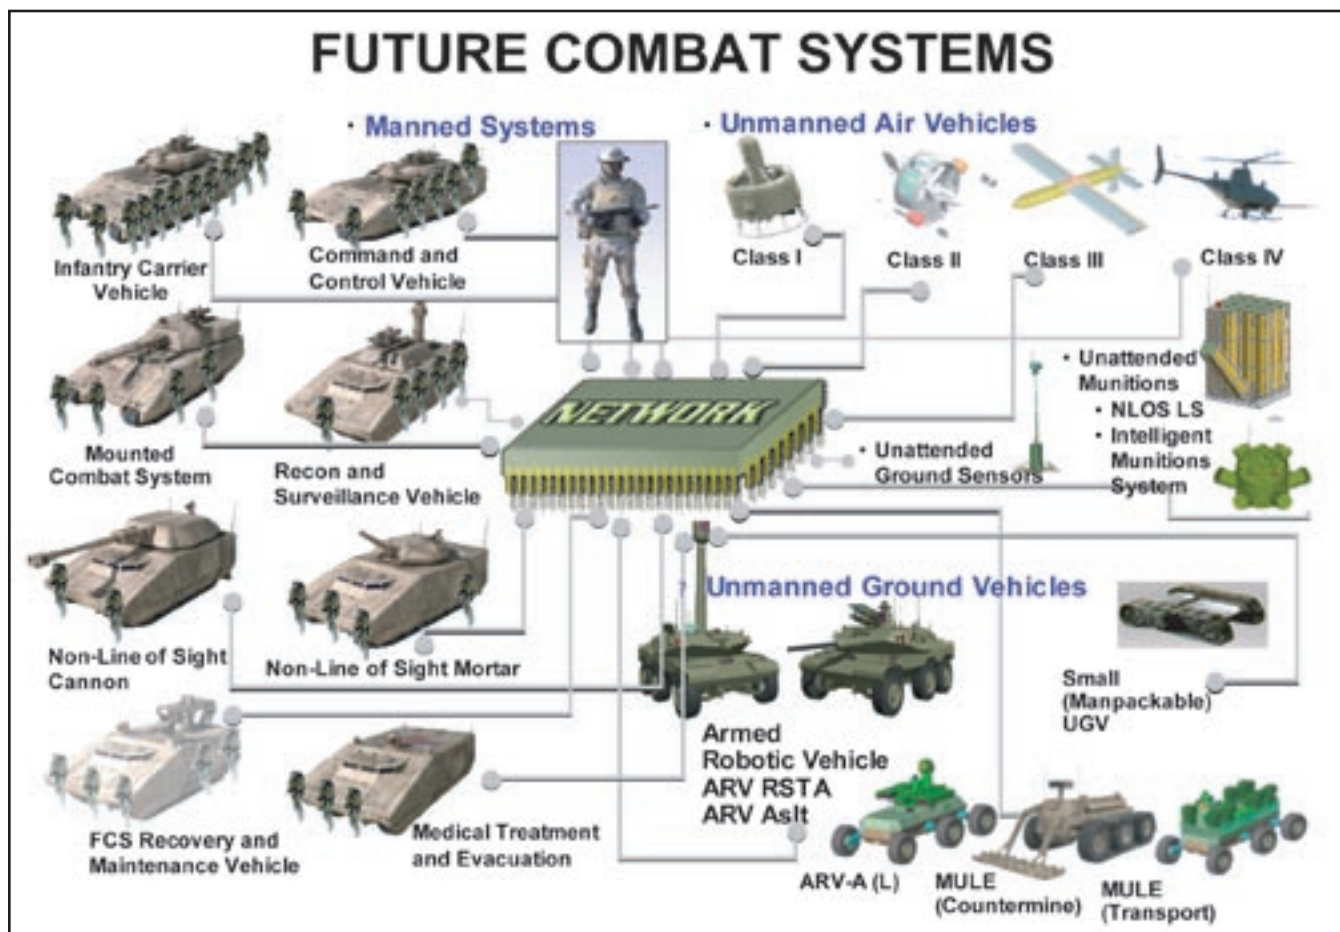 FUTURE COMBAT SYSTEMS
• Manned Systems
• Unmanned Air Vehicles
Infantry Carrier
Vehicle
Command and
Control Vehicle
Class I
Class II
Class III
Class IV
Mounted
Combat System
Recon and
Surveillance Vehicle
NETWORK
• Unattended
Munitions
• NLOS LS
• Intelligent
Munitions
System
• Unattended
Ground Sensors
Non-Line of Sight
Cannon
Non-Line of Sight Mortar
? Unmanned Ground Vehicles
Small
(Manpackable)
UGV
Armed
Robotic Vehicle
ARV RSTA
ARV Aslt
FCS Recovery and
Maintenance Vehicle
Medical Treatment
and Evacuation
ARV-A (L)
MULE
(Countermine)
MULE
(Transport)